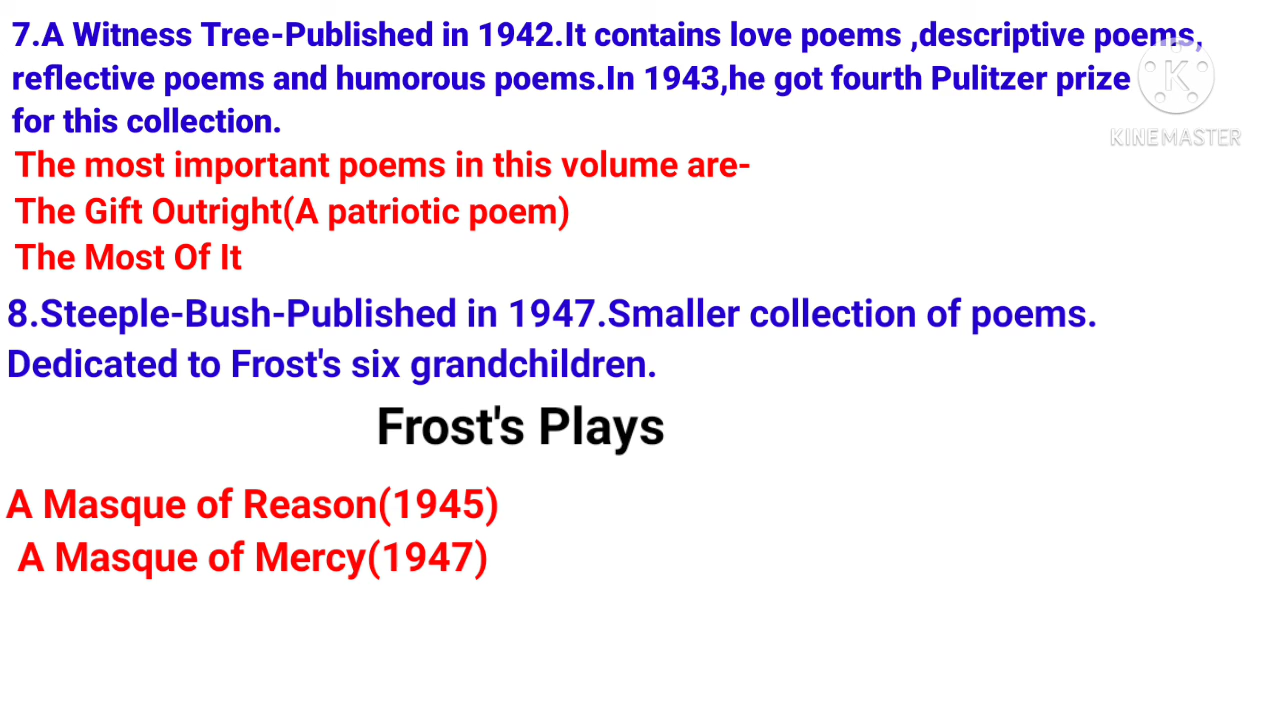 7.A Witness Tree-Published in 1942.It contains love poems ,descriptive poems,
reflective poems and humorous poems.In 1943,he got fourth Pulitzer prize
for this collection.
K
KINEMASTER
The most important poems in this volume are-
The Gift Outright(A patriotic poem)
The Most Of It
8.Steeple-Bush-Published in 1947.Smaller collection of poems.
Dedicated to Frost's six grandchildren.
Frost's Plays
A Masque of Reason(1945)
A Masque of Mercy(1947)